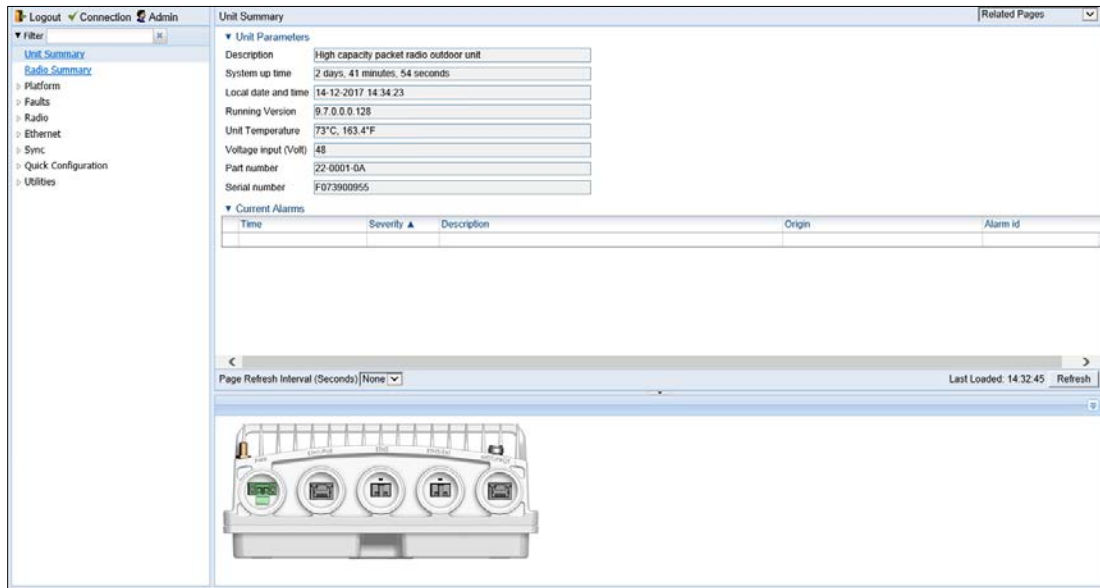 Logout Connection Admin
Filter
Unit Summary
Radio Summary
Platform
Faults
Radio
Ethernet
Sync
Quick Configuration
Utilities
Unit Summary Related Pages
Unit Parameters
Description High capacity packet radio outdoor unit
System up time 2 days, 41 minutes, 54 seconds
Local date and time 14-12-2017 14:34:23
Running Version 9.7.0.0.0.128
Unit Temperature 73°C, 163.4°F
Voltage input (Volt) 48
Part number 22-0001-0A
Serial number F073900955
Current Alarms
Time Severity ▲ Description Origin Alarm id
Page Refresh Interval (Seconds) None Last Loaded: 14:32:45 Refresh